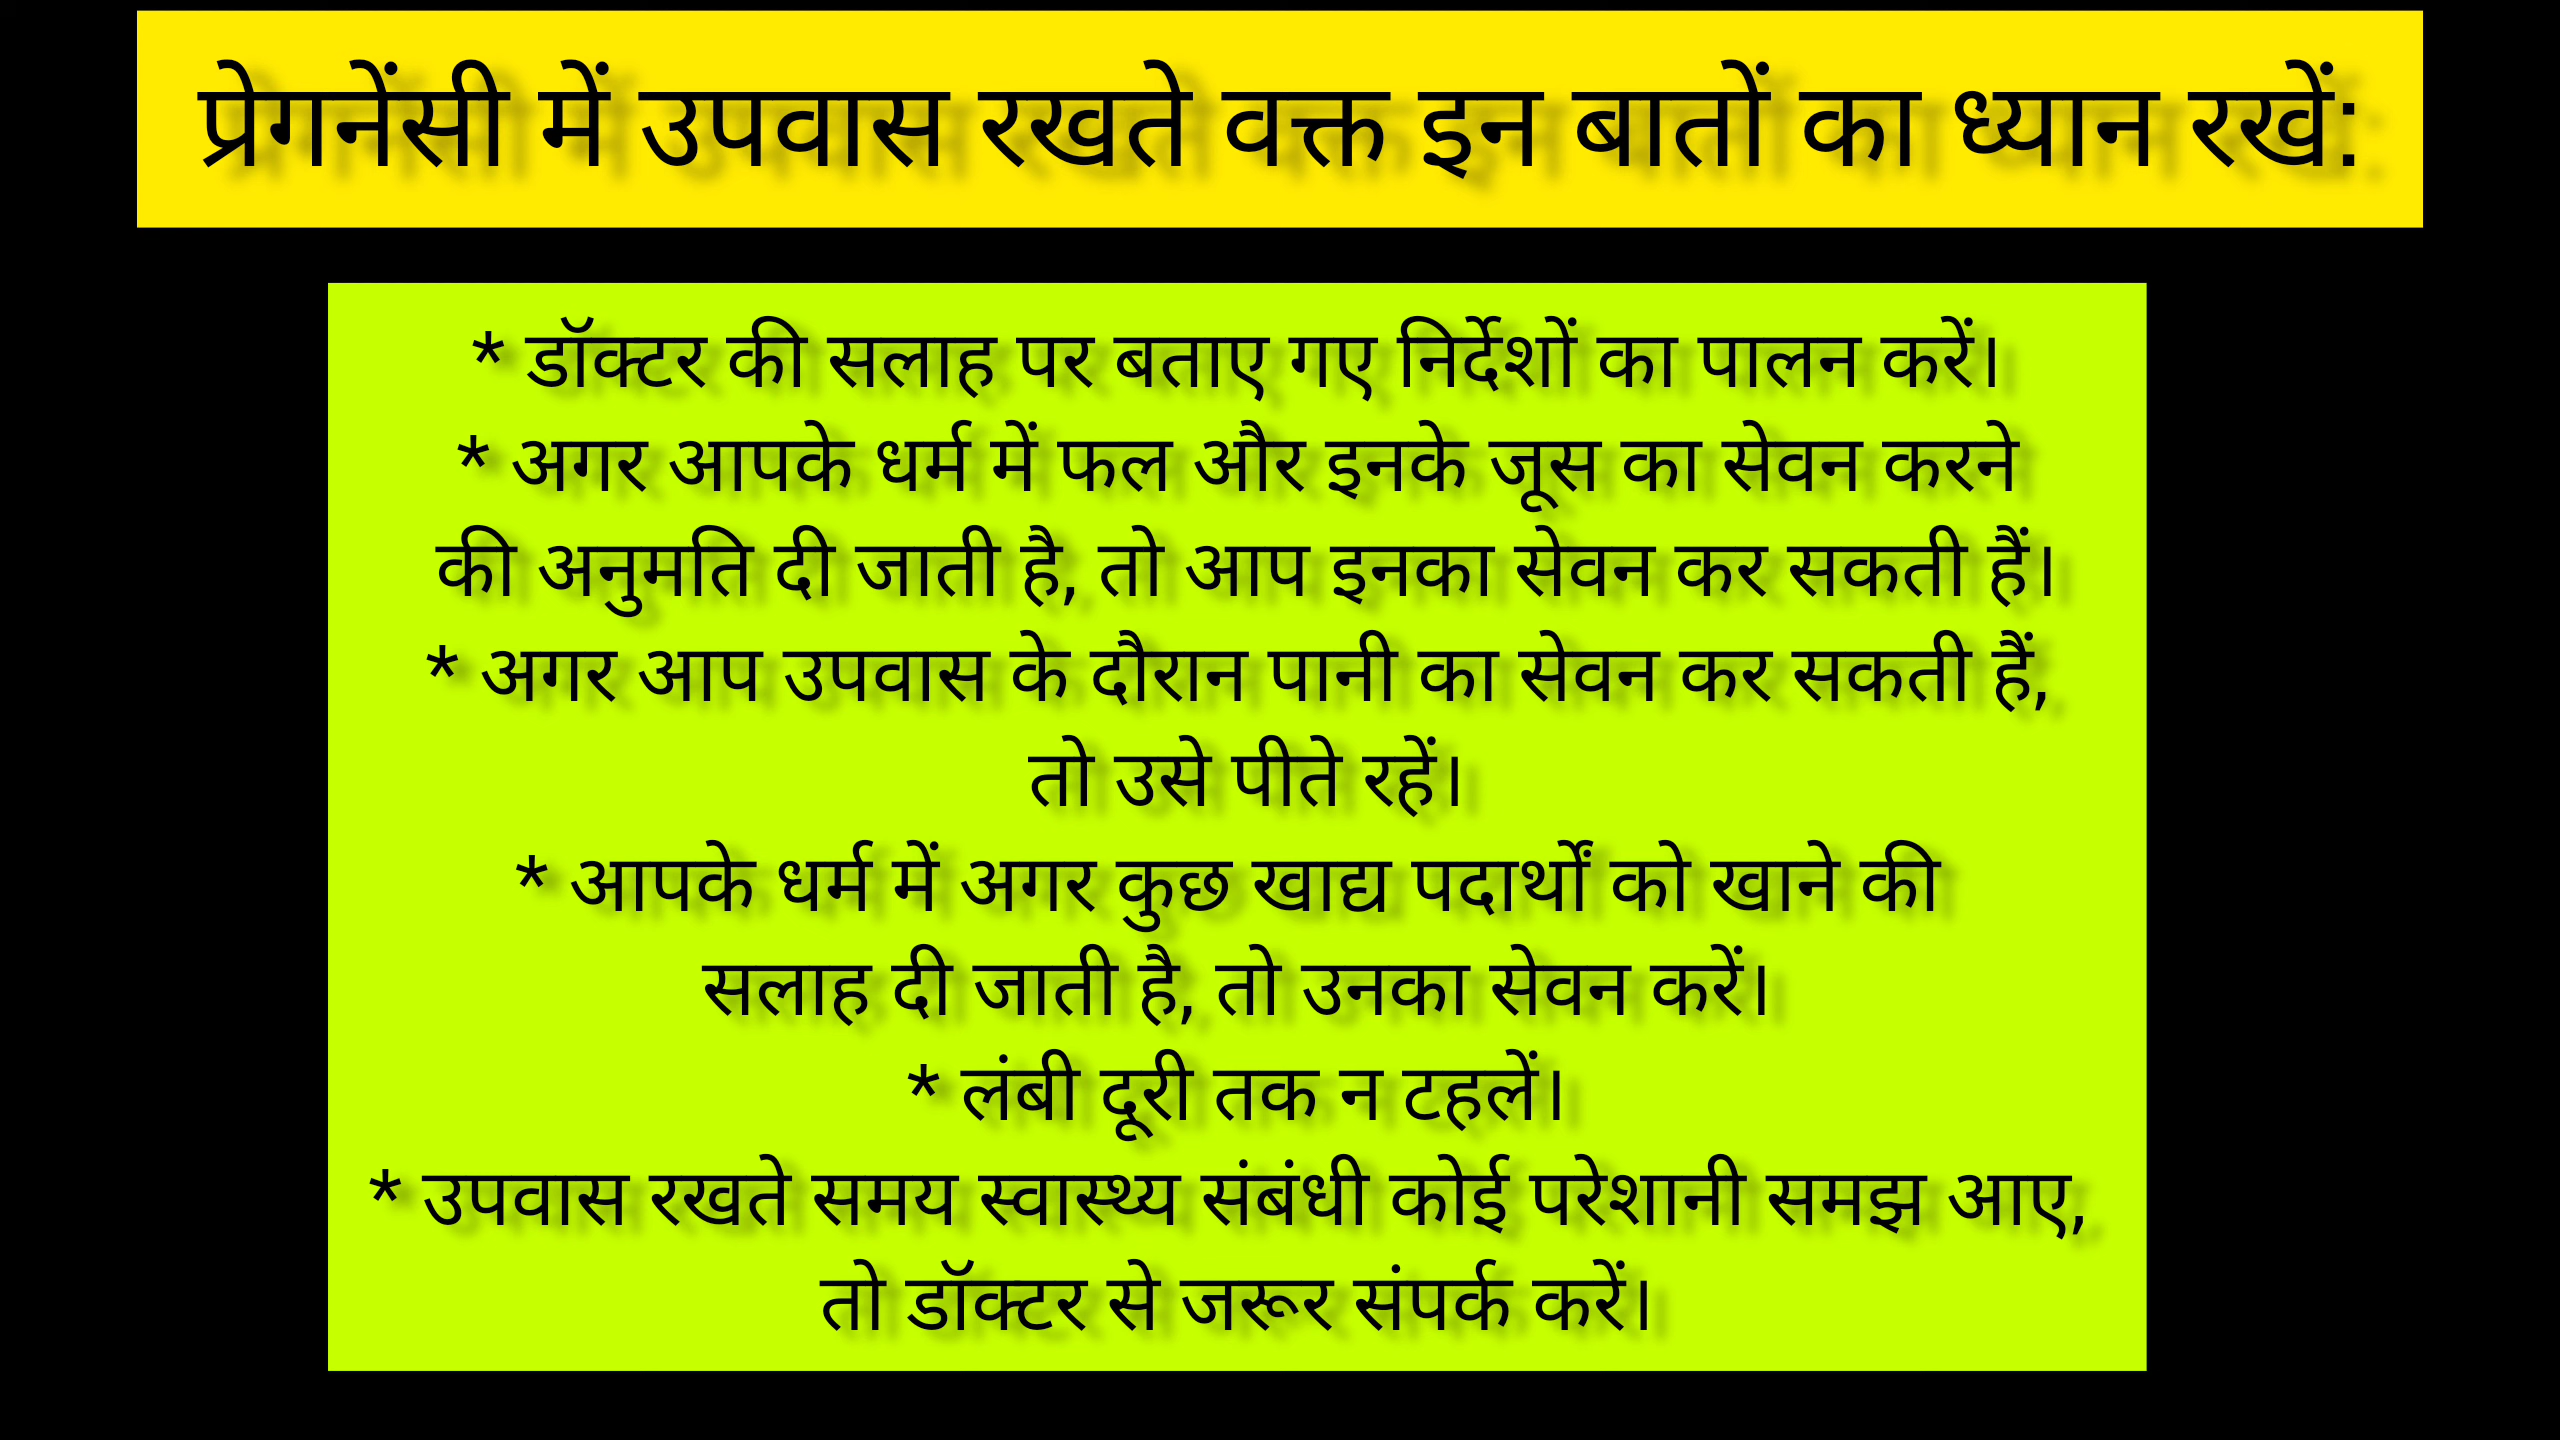 प्रेगनेंसी में उपवास रखते वक्त इन बातों का ध्यान रखें:
* डॉक्टर की सलाह पर बताए गए निर्देशों का पालन करें।
* अगर आपके धर्म में फल और इनके जूस का सेवन करने
की अनुमति दी जाती है, तो आप इनका सेवन कर सकती हैं।
* अगर आप उपवास के दौरान पानी का सेवन कर सकती हैं,
तो उसे पीते रहें।
* आपके धर्म में अगर कुछ खाद्य पदार्थों को खाने की
सलाह दी जाती है, तो उनका सेवन करें।
* लंबी दूरी तक न टहलें।
* उपवास रखते समय स्वास्थ्य संबंधी कोई परेशानी समझ आए,
तो डॉक्टर से जरूर संपर्क करें।